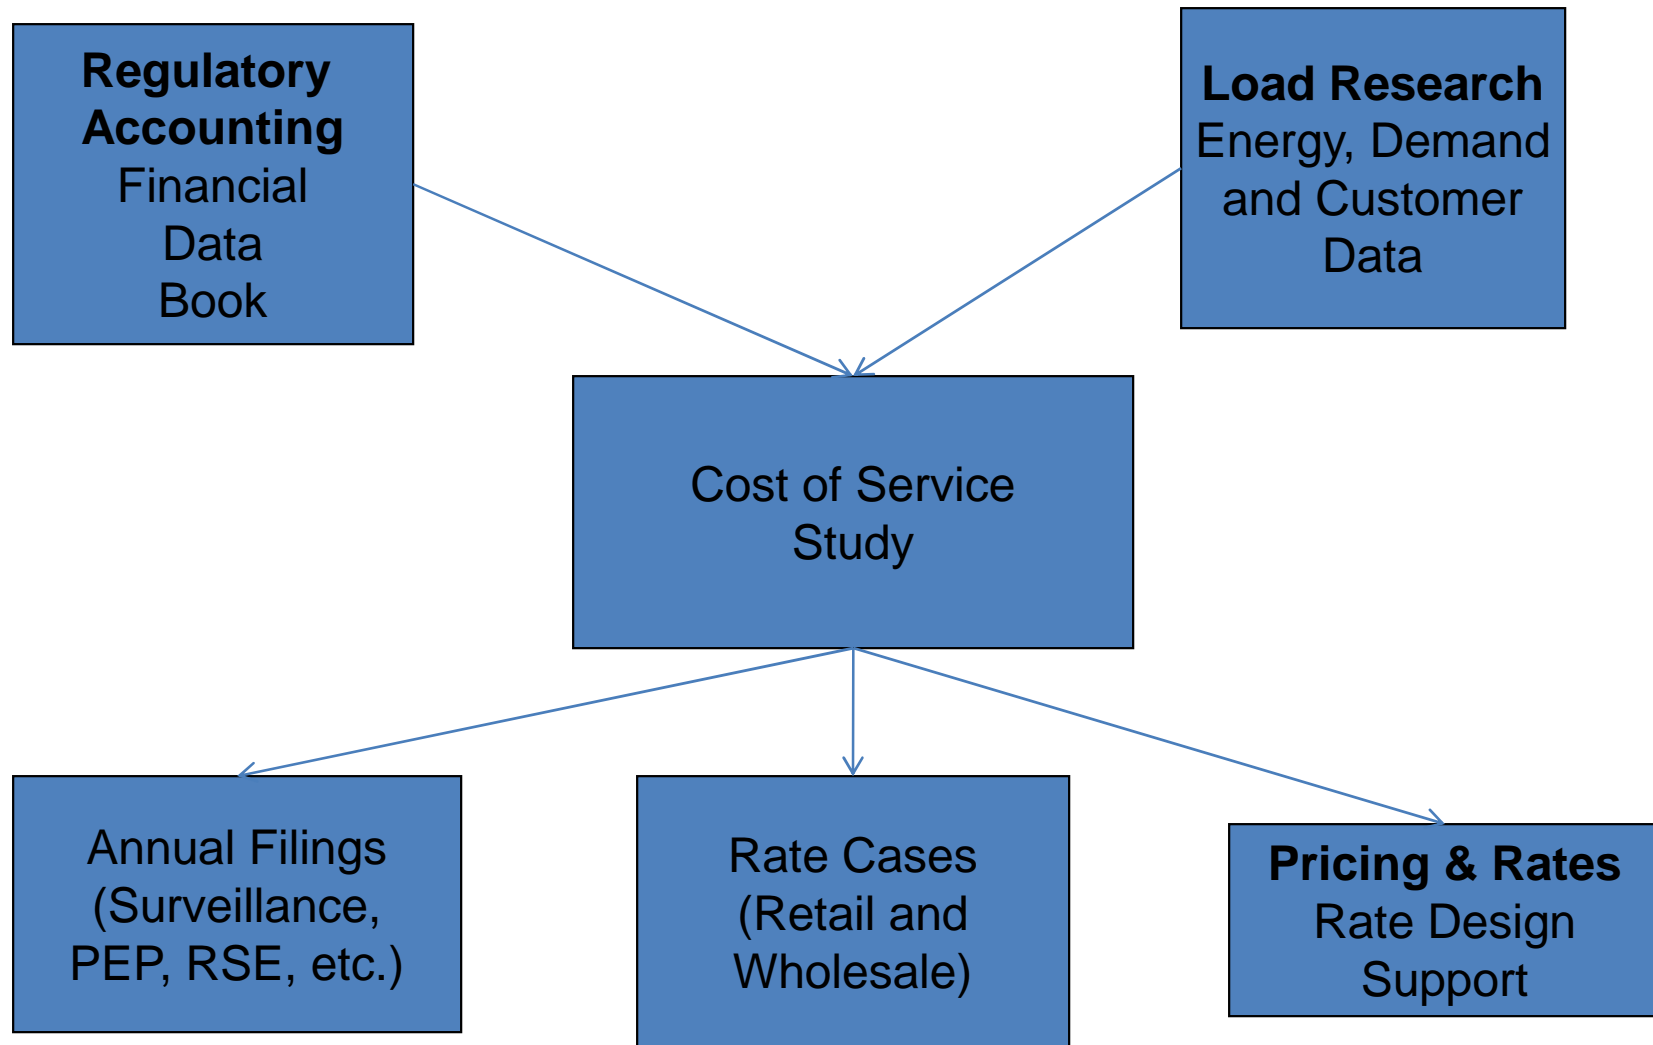 Regulatory
Accounting
Financial
Data
Book
Load Research
Energy, Demand
and Customer
Data
Cost of Service
Study
Annual Filings
(Surveillance,
PEP, RSE, etc.)
Rate Cases
(Retail and
Wholesale)
Pricing & Rates
Rate Design
Support